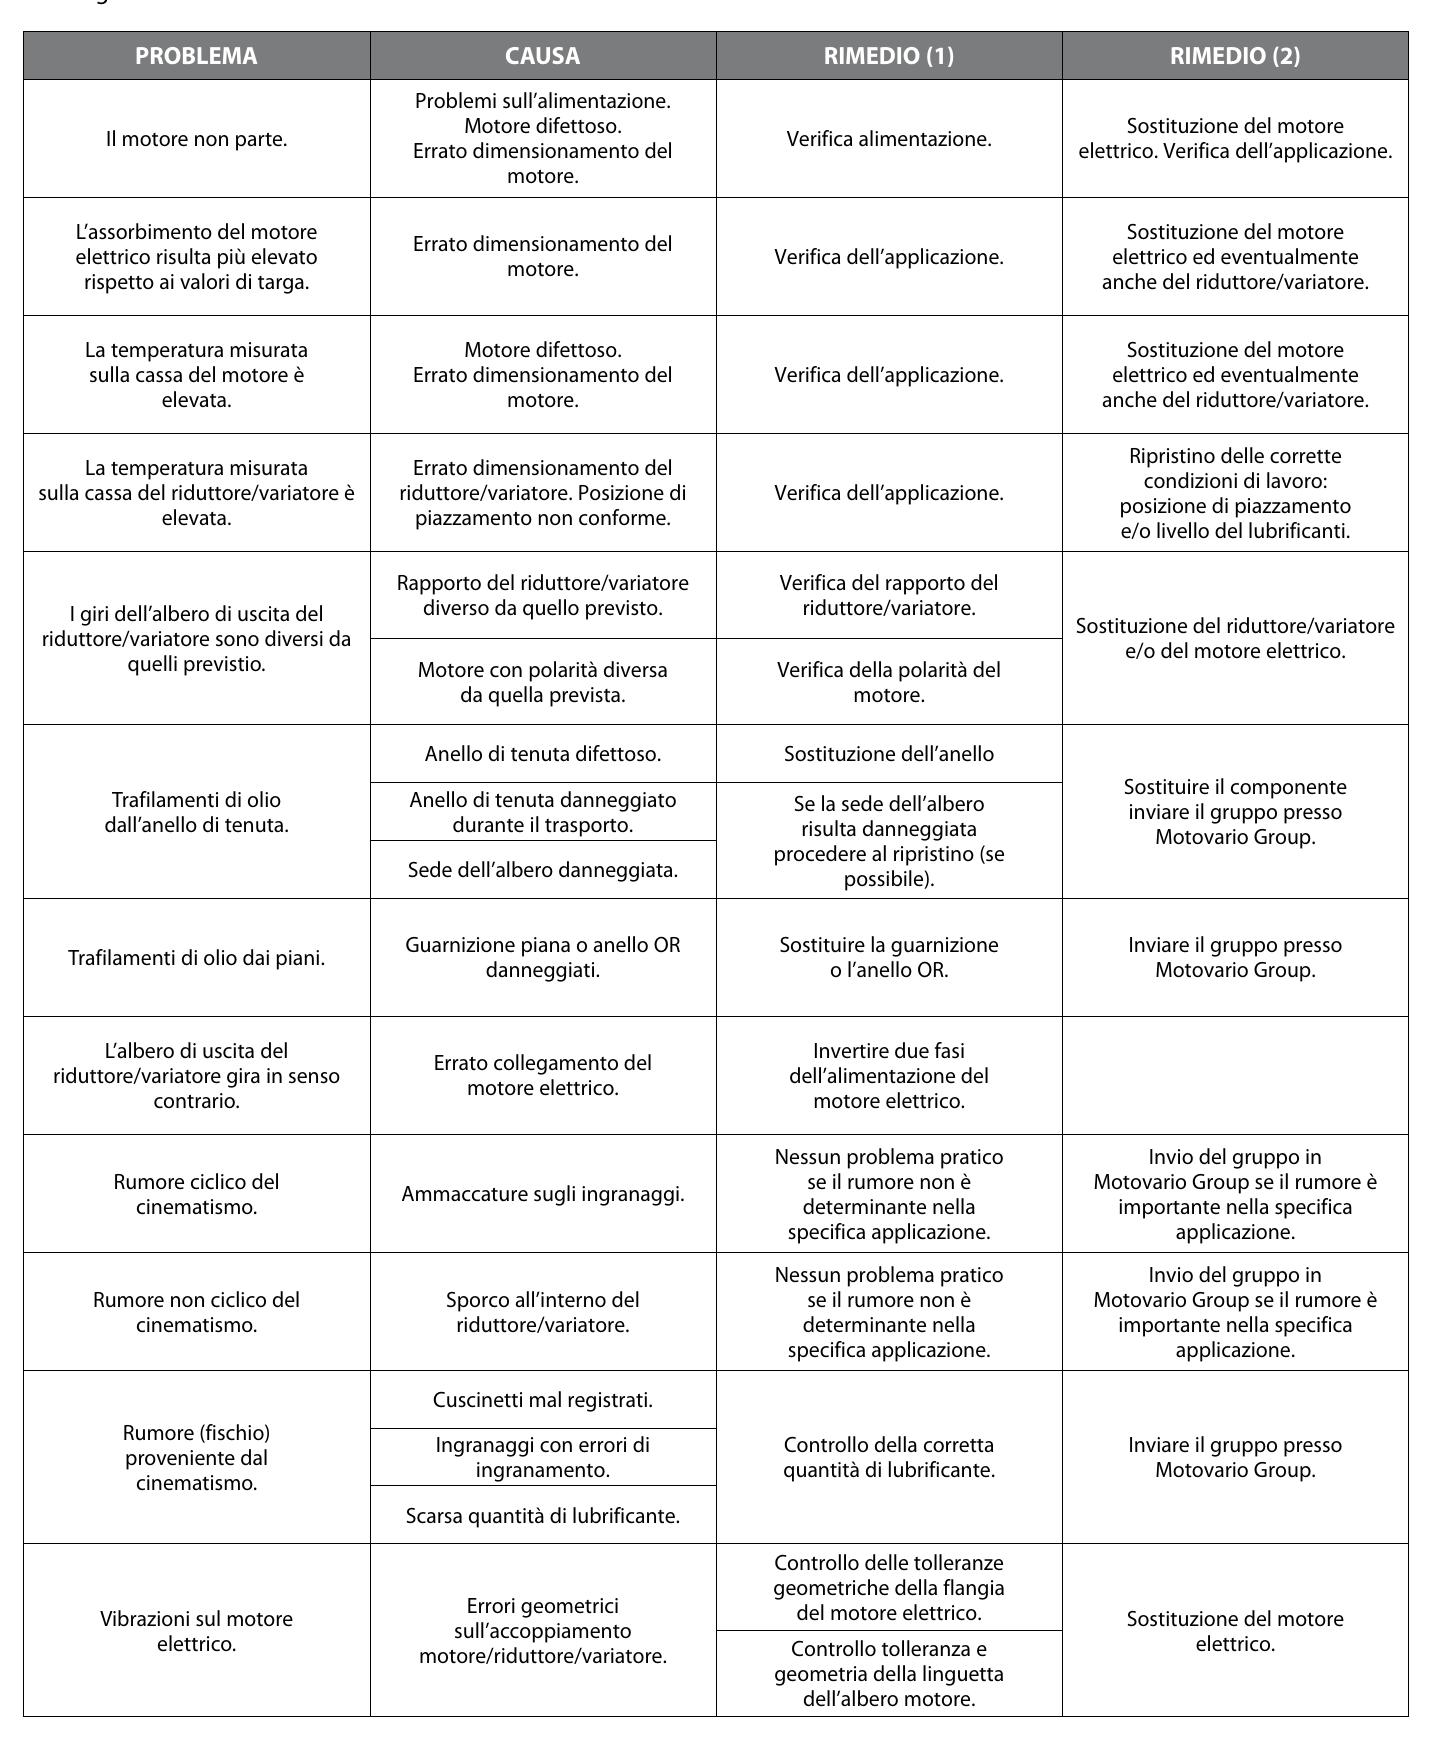 PROBLEMA
CAUSA
RIMEDIO (1)
RIMEDIO (2)
Il motore non parte.
Problemi sull’alimentazione.
Motore difettoso.
Errato dimensionamento del
motore.
Verifica alimentazione.
Sostituzione del motore
elettrico. Verifica dell’applicazione.
L’assorbimento del motore
elettrico risulta più elevato
rispetto ai valori di targa.
Errato dimensionamento del
motore.
Verifica dell’applicazione.
Sostituzione del motore
elettrico ed eventualmente
anche del riduttore/variatore.
La temperatura misurata
sulla cassa del motore è
elevata.
Motore difettoso.
Errato dimensionamento del
motore.
Verifica dell’applicazione.
Sostituzione del motore
elettrico ed eventualmente
anche del riduttore/variatore.
La temperatura misurata
sulla cassa del riduttore/variatore è
elevata.
Errato dimensionamento del
riduttore/variatore. Posizione di
piazzamento non conforme.
Verifica dell’applicazione.
Ripristino delle corrette
condizioni di lavoro:
posizione di piazzamento
e/o livello del lubrificanti.
I giri dell’albero di uscita del
riduttore/variatore sono diversi da
quelli previstio.
Rapporto del riduttore/variatore
diverso da quello previsto.
Verifica del rapporto del
riduttore/variatore.
Motore con polarità diversa
da quella prevista.
Verifica della polarità del
motore.
Sostituzione del riduttore/variatore
e/o del motore elettrico.
Trafilamenti di olio
dall’anello di tenuta.
Anello di tenuta difettoso.
Sostituzione dell’anello
Anello di tenuta danneggiato
durante il trasporto.
Sede dell’albero danneggiata.
Se la sede dell’albero
risulta danneggiata
procedere al ripristino (se
possibile).
Sostituire il componente
inviare il gruppo presso
Motovario Group.
Trafilamenti di olio dai piani.
Guarnizione piana o anello OR
danneggiati.
Sostituire la guarnizione
o l’anello OR.
Inviare il gruppo presso
Motovario Group.
L’albero di uscita del
riduttore/variatore gira in senso
contrario.
Errato collegamento del
motore elettrico.
Invertire due fasi
dell’alimentazione del
motore elettrico.
Rumore ciclico del
cinematismo.
Ammaccature sugli ingranaggi.
Nessun problema pratico
se il rumore non è
determinante nella
specifica applicazione.
Invio del gruppo in
Motovario Group se il rumore è
importante nella specifica
applicazione.
Rumore non ciclico del
cinematismo.
Sporco all’interno del
riduttore/variatore.
Nessun problema pratico
se il rumore non è
determinante nella
specifica applicazione.
Invio del gruppo in
Motovario Group se il rumore è
importante nella specifica
applicazione.
Rumore (fischio)
proveniente dal
cinematismo.
Cuscinetti mal registrati.
Ingranaggi con errori di
ingranamento.
Scarsa quantità di lubrificante.
Controllo della corretta
quantità di lubrificante.
Inviare il gruppo presso
Motovario Group.
Vibrazioni sul motore
elettrico.
Errori geometrici
sull’accoppiamento
motore/riduttore/variatore.
Controllo delle tolleranze
geometriche della flangia
del motore elettrico.
Controllo tolleranza e
geometria della linguetta
dell’albero motore.
Sostituzione del motore
elettrico.